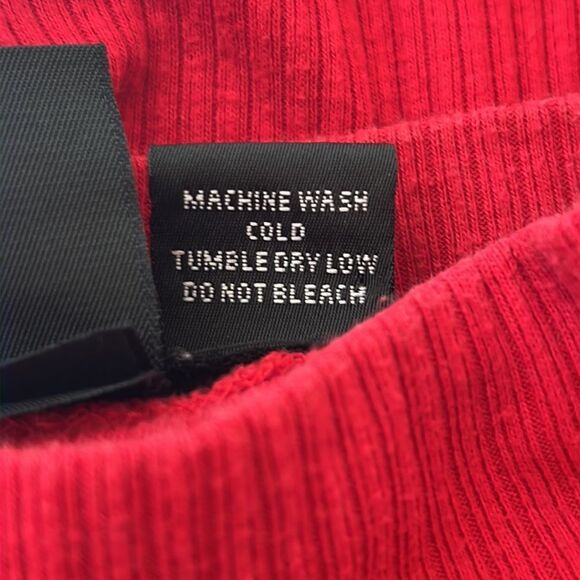 MACHINE WASH
COLD
TUMBLE DRY LOW
DO NOT BLEACH